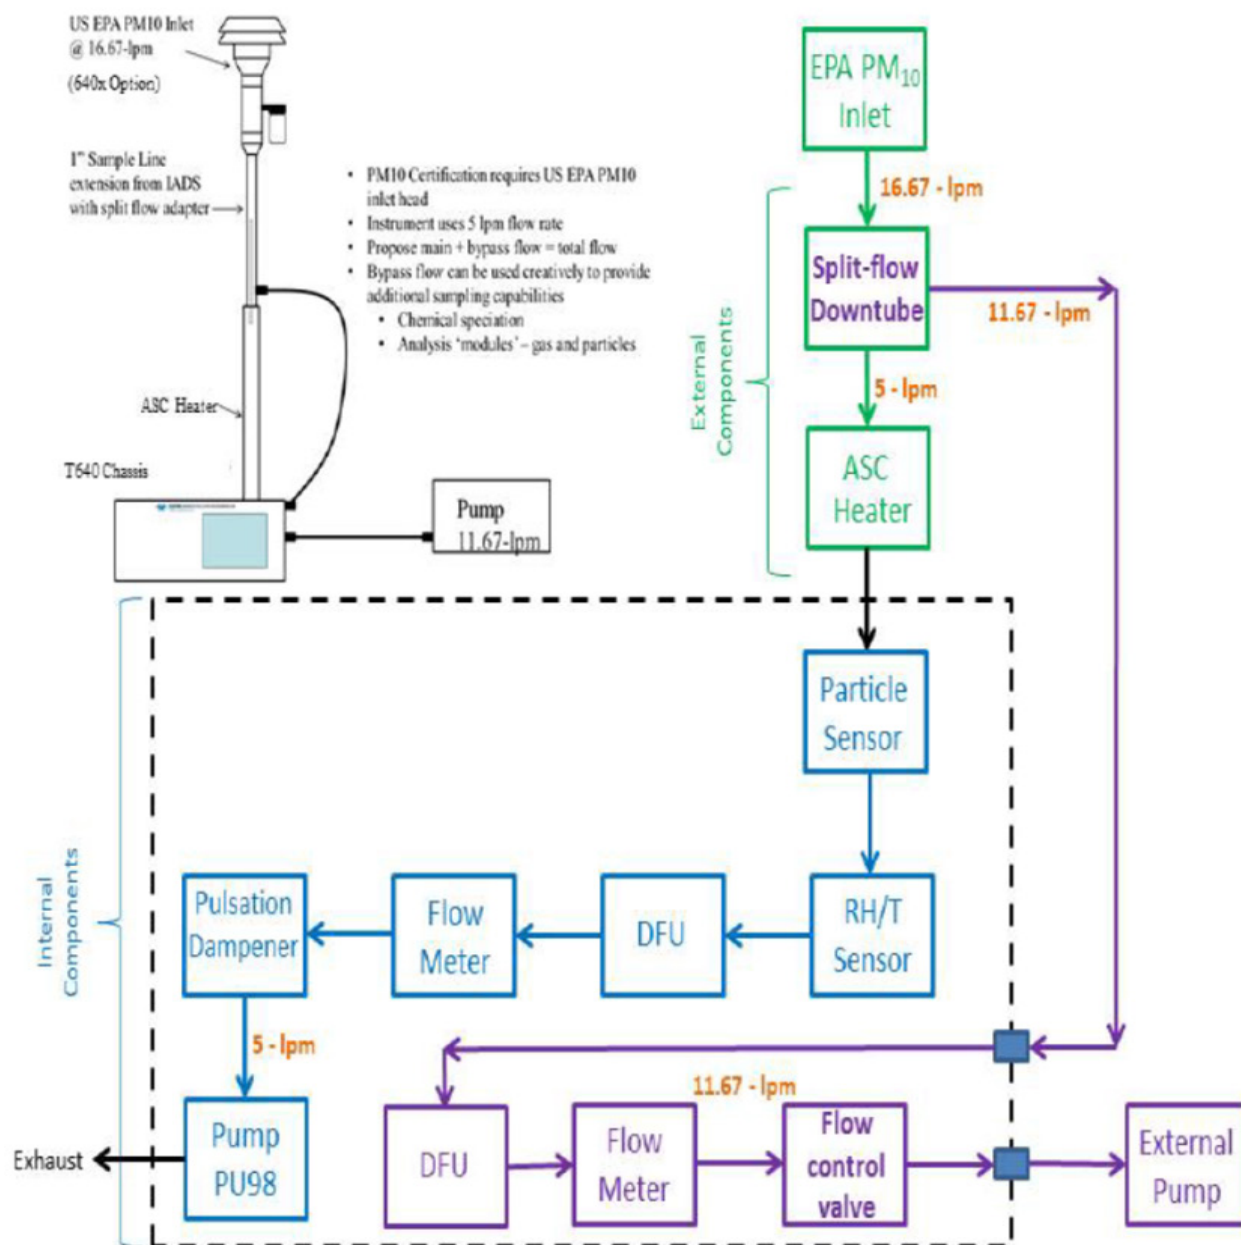 US EPA PM10 Inlet
@ 16.67-lpm
(640x Option)
1" Sample Line
extension from IADS
with split flow adapter
ASC Heater
T640 Chassis
• PM10 Certification requires US EPA PM10
inlet head
• Instrument uses 5 lpm flow rate
• Propose main + bypass flow = total flow
• Bypass flow can be used creatively to provide
additional sampling capabilities
• Chemical speciation
• Analysis 'modules' – gas and particles
Pump
11.67-lpm
EPA PM10
Inlet
16.67 - lpm
Split-flow
Downtube
11.67 - lpm
5 - lpm
ASC
Heater
External
Components
Internal
Components
Particle
Sensor
RH/T
Sensor
DFU
Flow
Meter
Pulsation
Dampener
5 - lpm
Pump
PU98
Exhaust
11.67 - lpm
DFU
Flow
Meter
Flow
control
valve
External
Pump